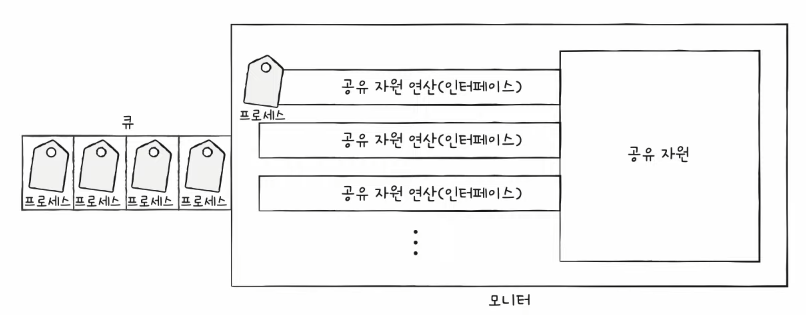 공유 자원 연산(인터페이스)
프로세스
큐
공유 자원 연산(인터페이스)
공유 자원
프로세스 프로세스 프로세스 프로세스
공유 자원 연산(인터페이스)
모니터